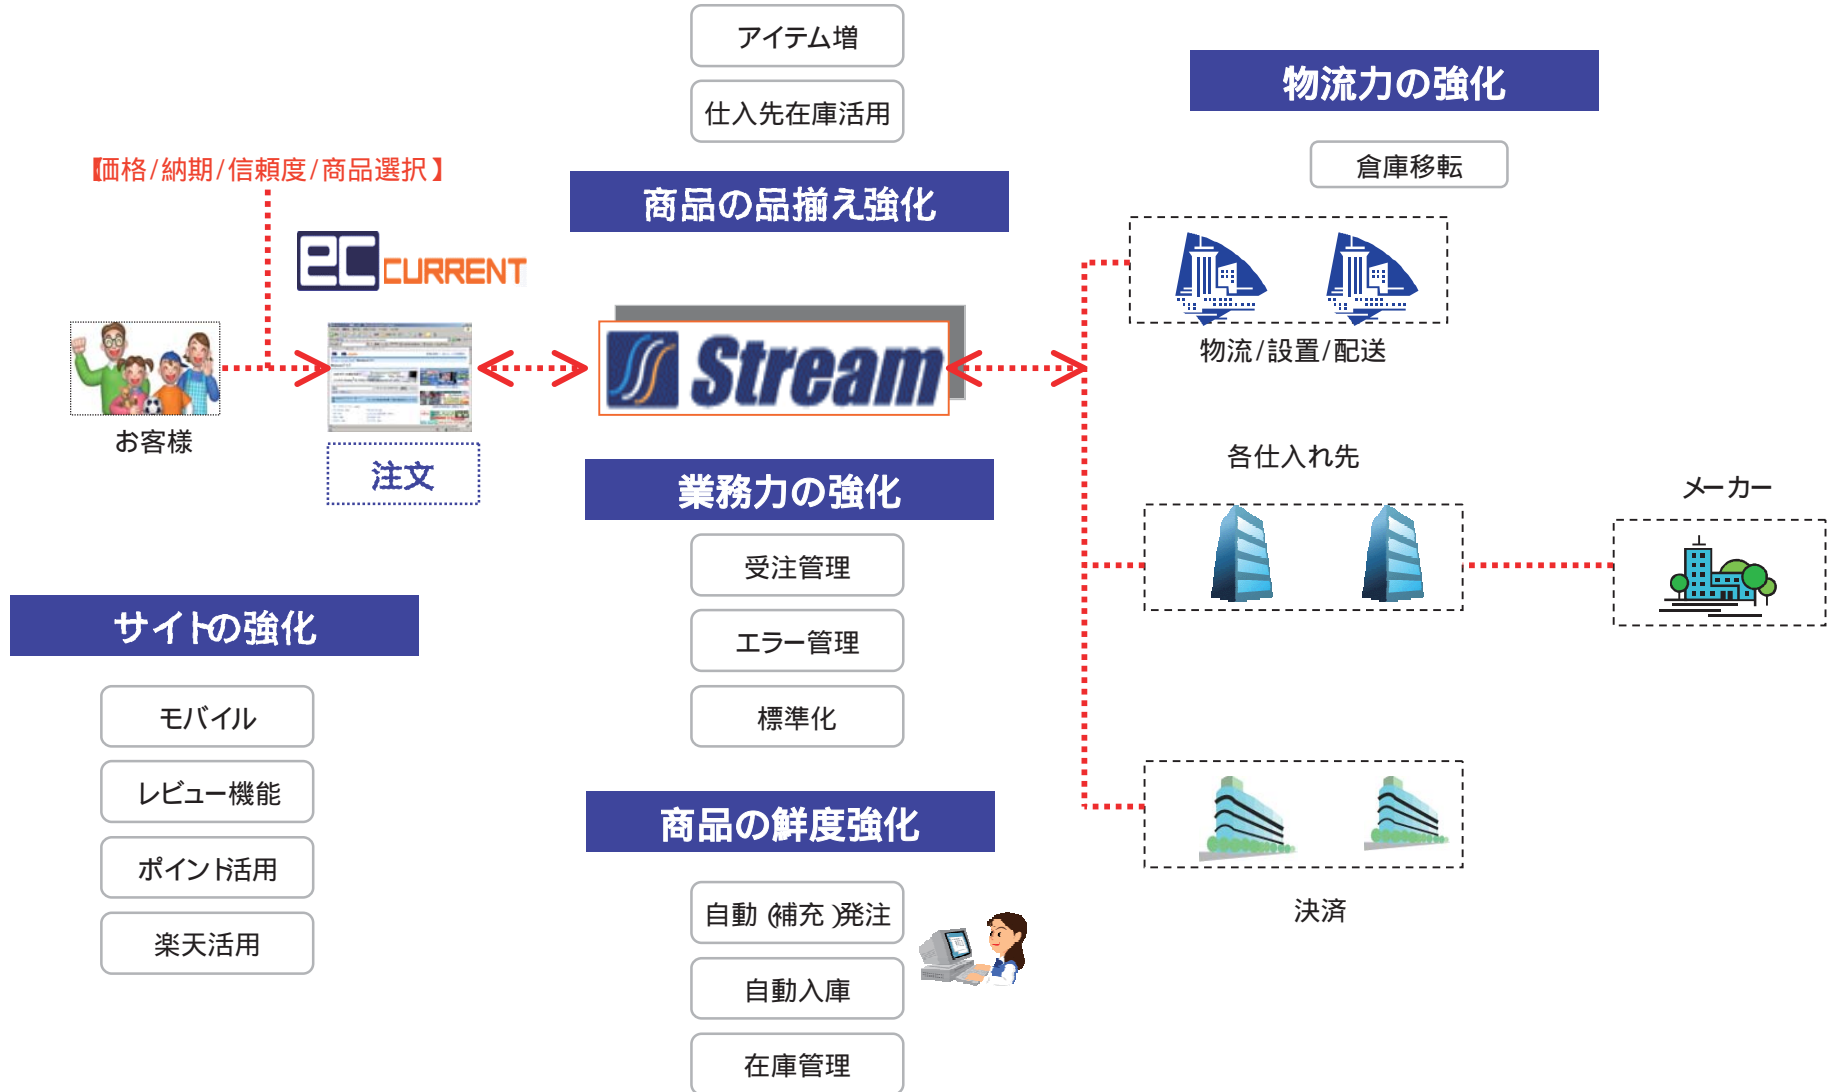 アイテム増
仕入先在庫活用
商品の品揃え強化
物流力の強化
倉庫移転
【価格/納期/信頼度/商品選択】
ec CURRENT
Stream
お客様
注文
物流/設置/配送
各仕入れ先
メーカー
業務力の強化
受注管理
エラー管理
標準化
サイトの強化
モバイル
レビュー機能
ポイント活用
楽天活用
商品の鮮度強化
自動(補充)発注
自動入庫
在庫管理
決済